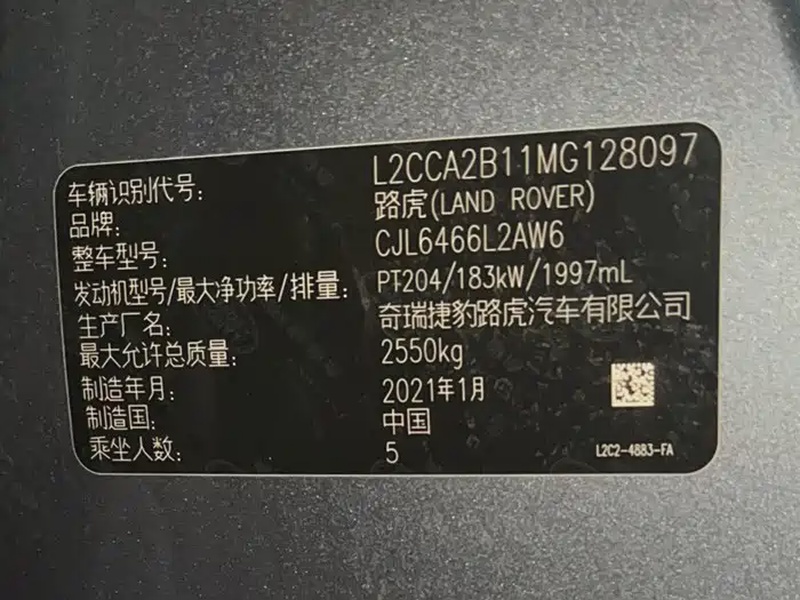 车辆识别代号： L2CCA2B11MG128097
品牌： 路虎(LAND ROVER)
整车型号： CJL6466L2AW6
发动机型号/最大净功率/排量： PT204/183kW/1997mL
生产厂名： 奇瑞捷豹路虎汽车有限公司
最大允许总质量： 2550kg
制造年月： 2021年1月
制造国： 中国
乘坐人数： 5
L2C2-4883-FA